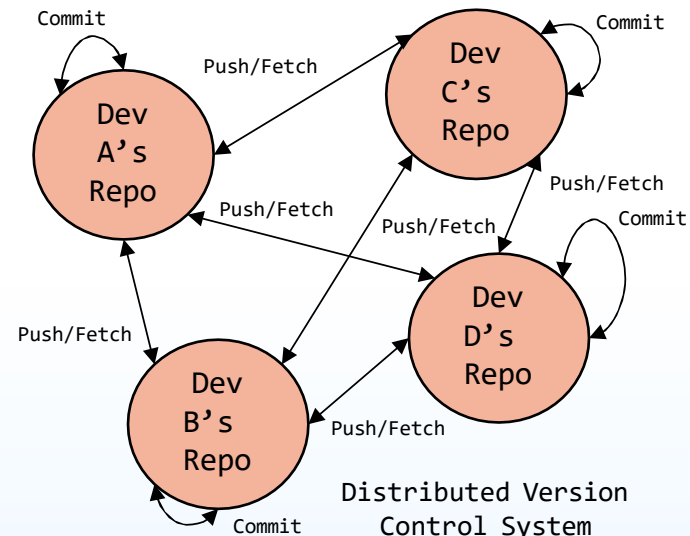 Commit
Commit
Push/Fetch
Dev
C's
Repo
Dev
A's
Repo
Push/Fetch
Push/Fetch
Push/Fetch
Commit
Dev
D's
Repo
Push/Fetch
Dev
B's
Repo
Push/Fetch
Commit
Distributed Version
Control System